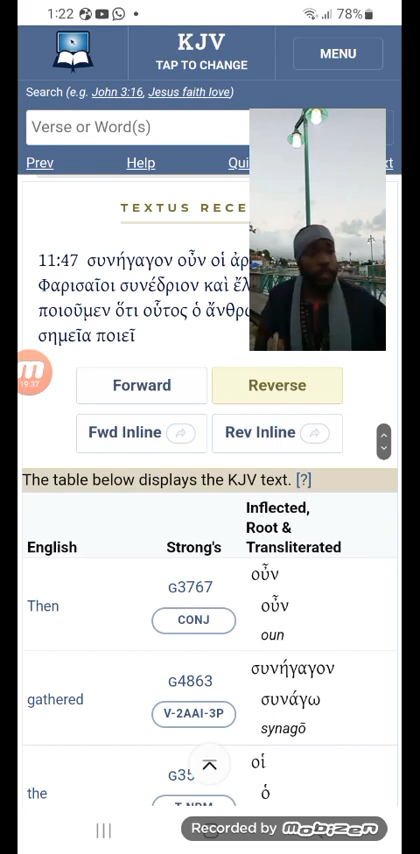 1:22 78%
KJV
TAP TO CHANGE
MENU
Search (e.g. John 3:16, Jesus faith love)
Verse or Word(s)
Prev Help
TEXTUS RECE
11:47 συνήγαγον οὖν οἱ
Φαρισαῖοι συνέδριον καὶ
ποιοῦμεν ὅτι οὗτος ὁ
σημεῖα ποιεῖ
19:37
Forward Reverse
Fwd Inline Rev Inline
The table below displays the KJV text. [?]
Inflected,
Root &
English Strong's Transliterated
οὖν
G3767
Then CONJ οὖν
oun
συνήγαγον
G4863
gathered V-2AAI-3P συνάγω
synagō
οἱ
the ὁ
Recorded by mobizen